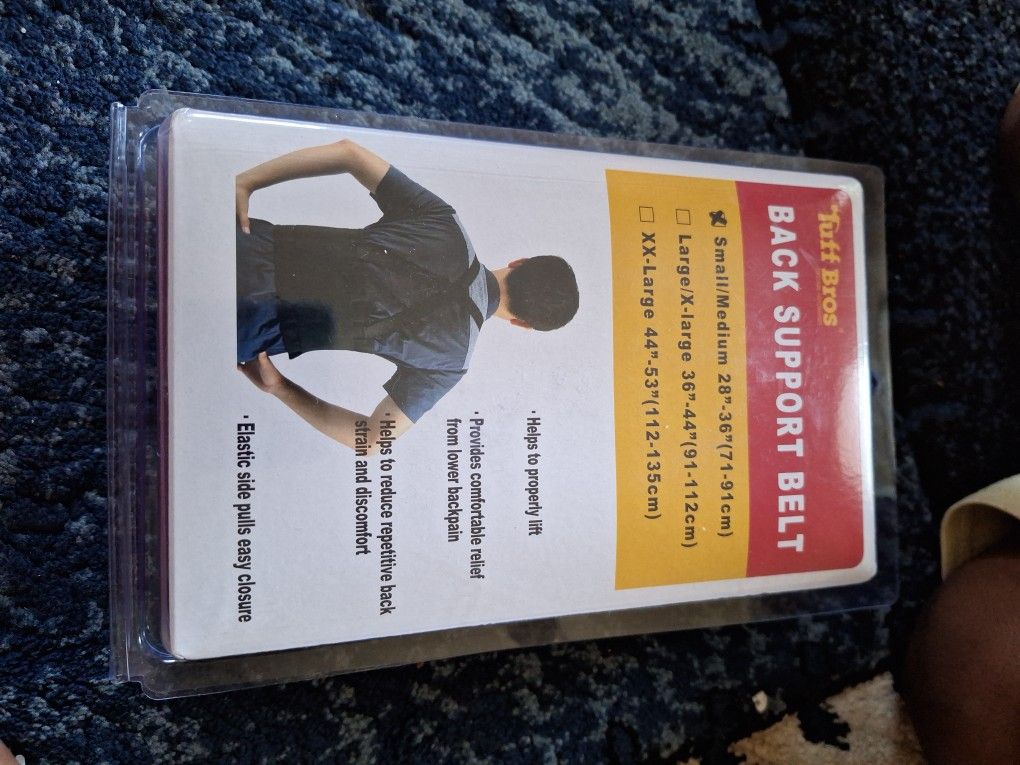 Tuff Bros
BACK SUPPORT BELT
Small/Medium 28”-36”(71-91cm)
Large/X-large 36”-44”(91-112cm)
XX-Large 44”-53”(112-135cm)
· Helps to properly lift
· Provides comfortable relief
from lower backpain
· Helps to reduce repetitive back
strain and discomfort
· Elastic side pulls easy closure